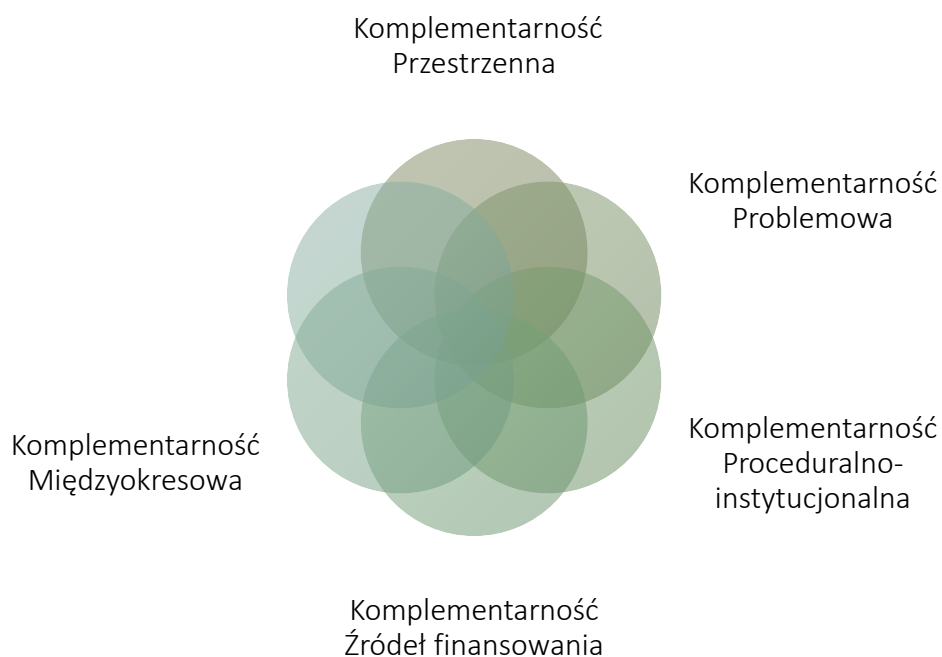 Komplementarność
Przestrzenna
Komplementarność
Problemowa
Komplementarność
Proceduralno-
instytucjonalna
Komplementarność
Źródeł finansowania
Komplementarność
Międzyokresowa